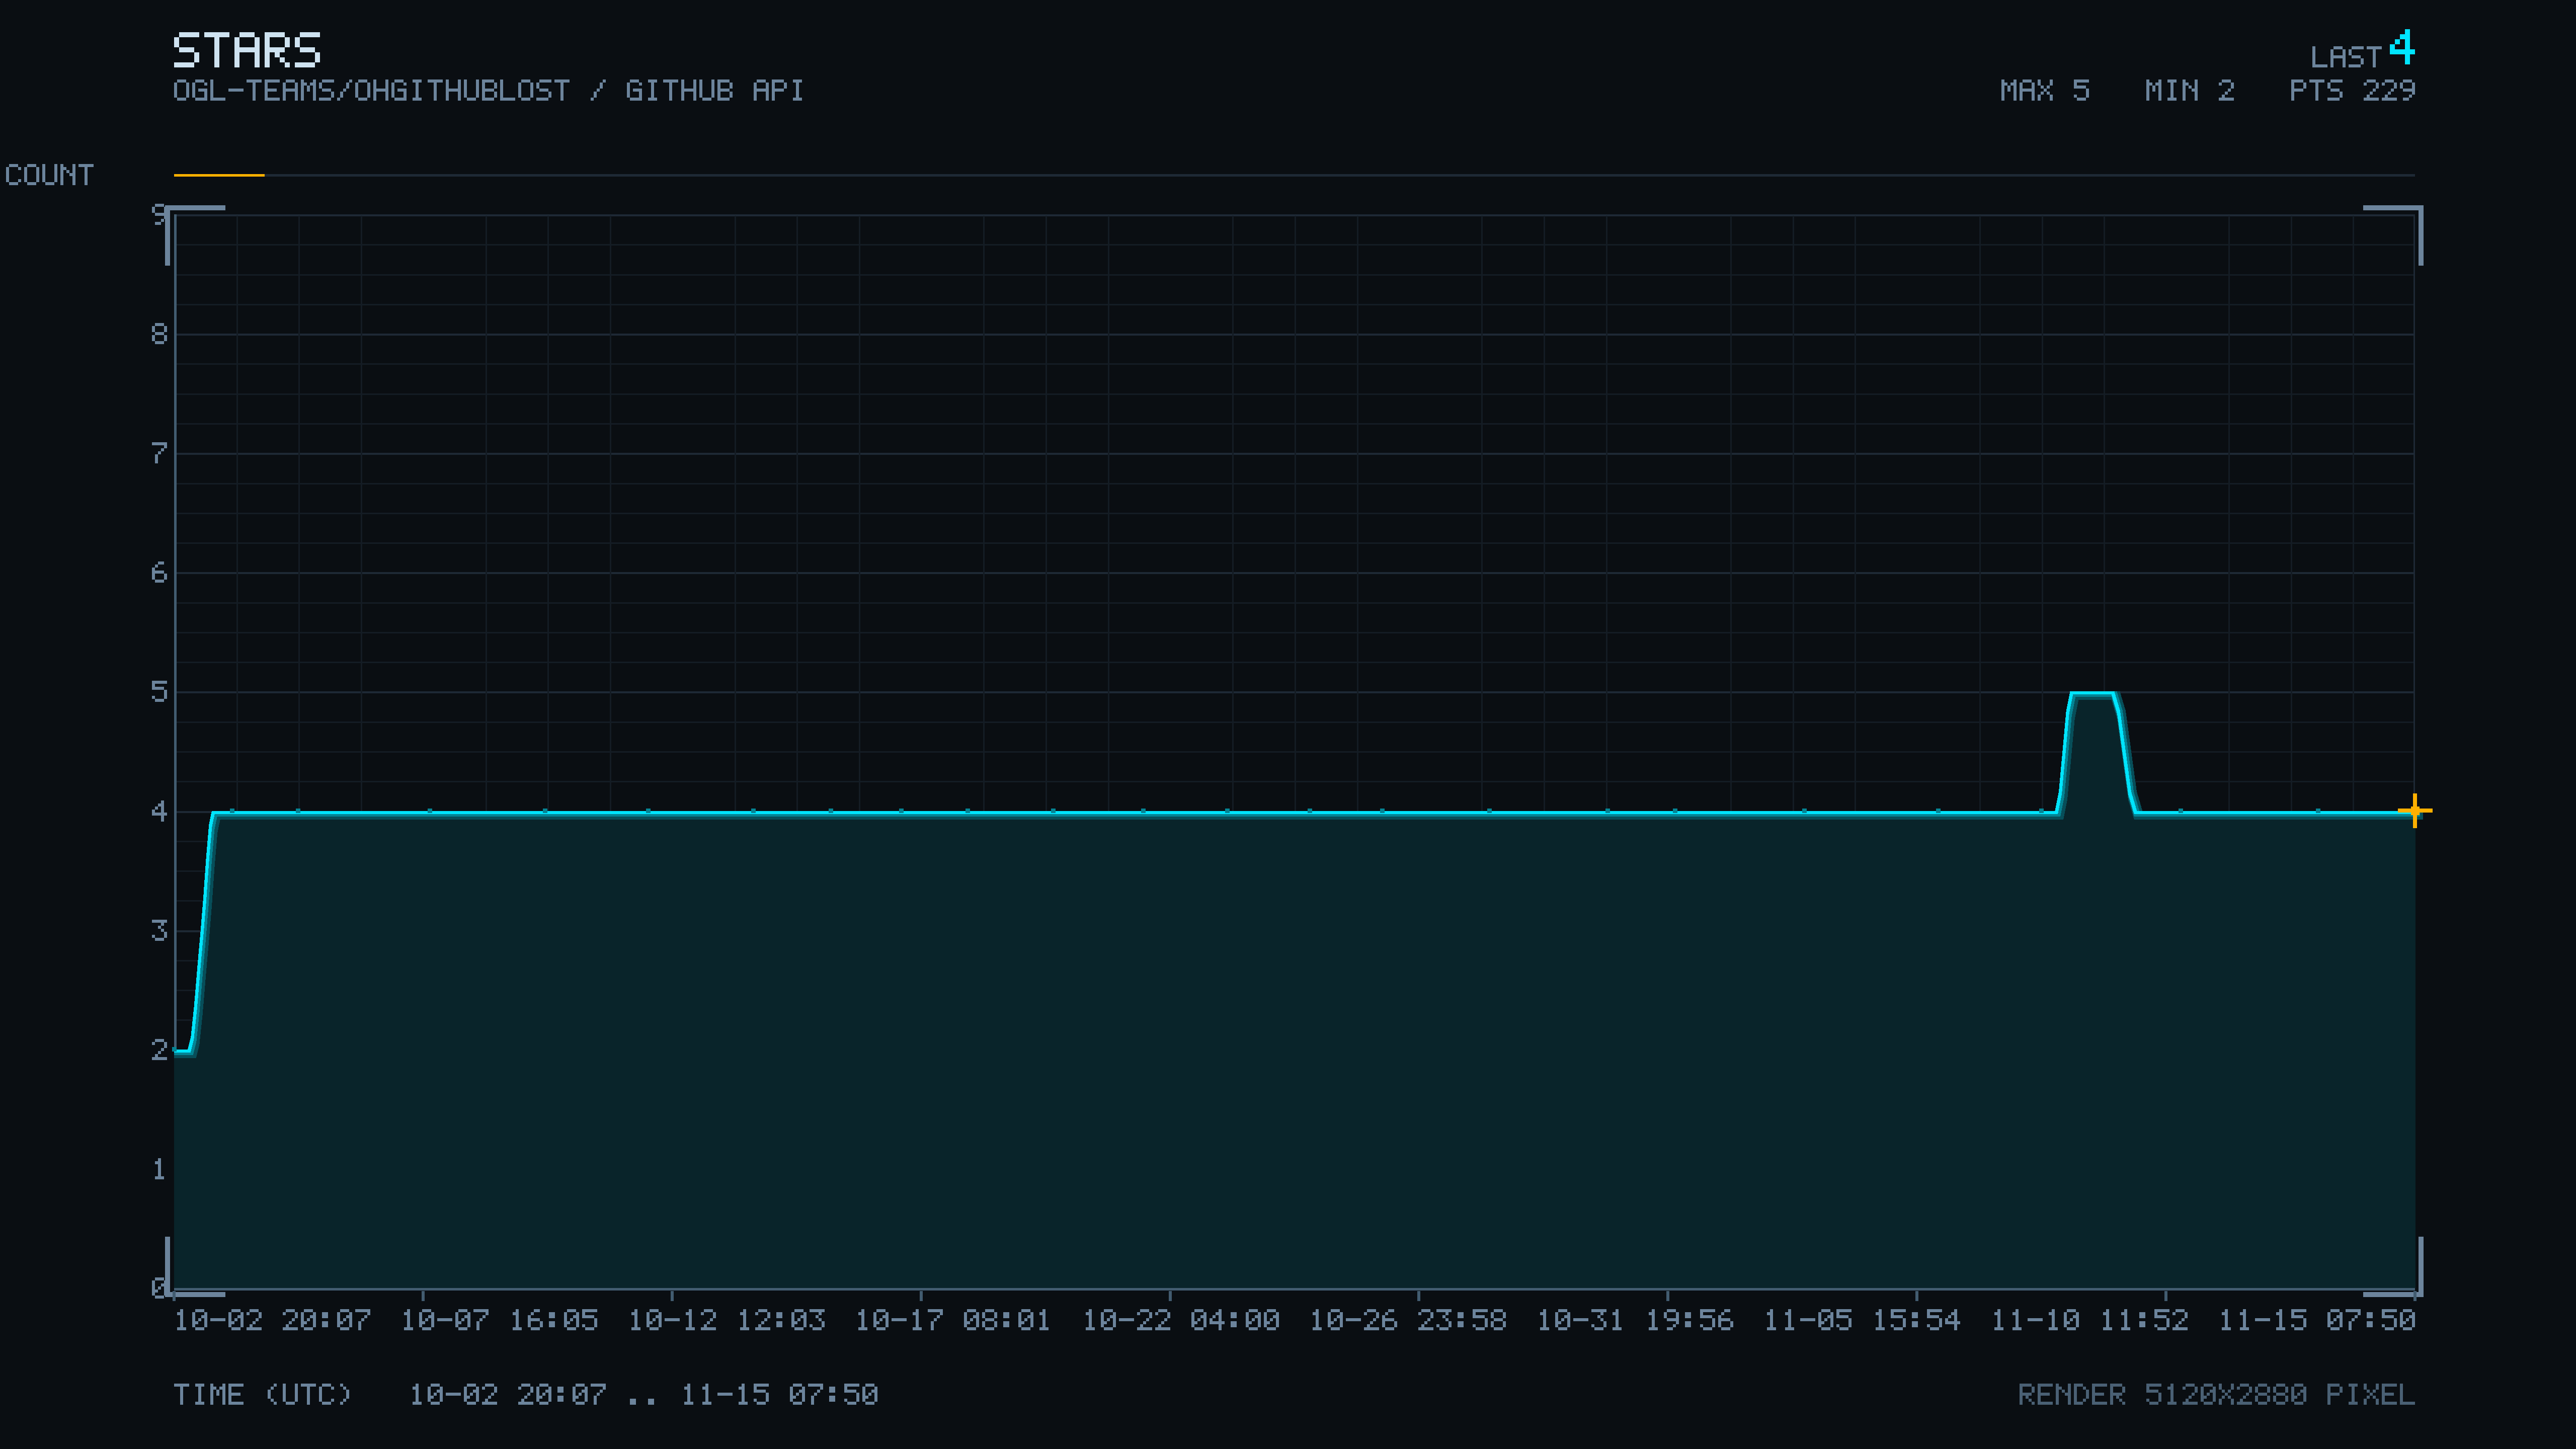 STARS
OGL-TEAMS/OHGITHUBLOST / GITHUB API
LAST 4
MAX 5 MIN 2 PTS 229
COUNT
9
8
7
6
5
4
3
2
1
0
10-02 20:07 10-07 16:05 10-12 12:03 10-17 08:01 10-22 04:00 10-26 23:58 10-31 19:56 11-05 15:54 11-10 11:52 11-15 07:50
TIME (UTC) 10-02 20:07 .. 11-15 07:50
RENDER 5120X2880 PIXEL